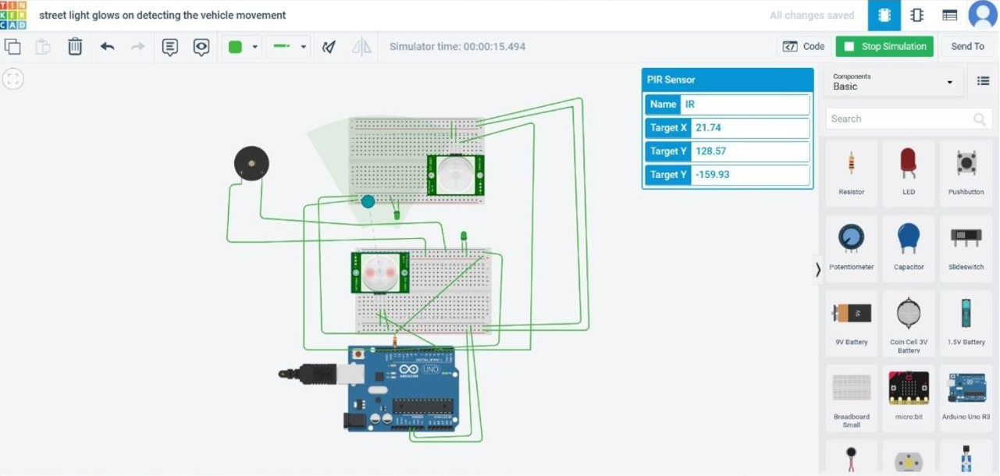 TIN
KER
CAD
street light glows on detecting the vehicle movement
All changes saved
Simulator time: 00:00:15.494
Code
Stop Simulation
Send To
PIR Sensor
Name IR
Target X 21.74
Target Y 128.57
Target Y -159.93
Components
Basic
Search
Resistor
LED
Pushbutton
Potentiometer
Capacitor
Slideswitch
9V
9V Battery
Coin Cell 3V
Battery
1.5V Battery
Breadboard
Small
micro:bit
Arduino Uno R3
UNO
ARDUINO